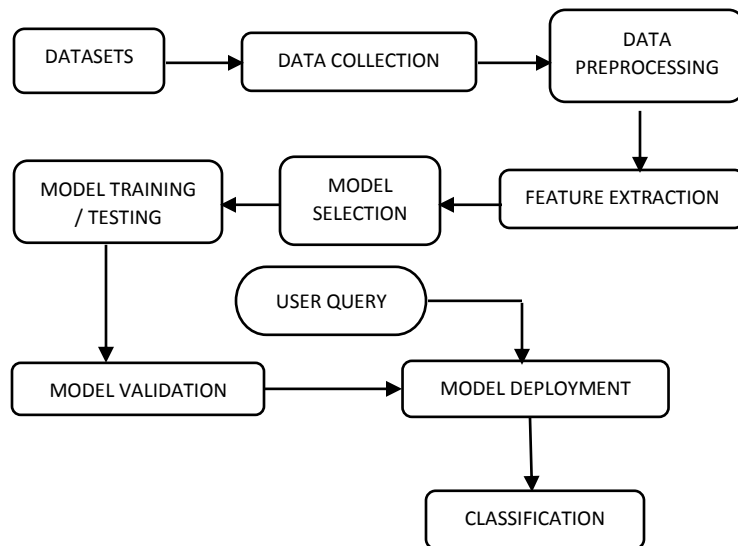 DATASETS
DATA COLLECTION
DATA
PREPROCESSING
MODEL TRAINING
/ TESTING
MODEL
SELECTION
FEATURE EXTRACTION
USER QUERY
MODEL VALIDATION
MODEL DEPLOYMENT
CLASSIFICATION